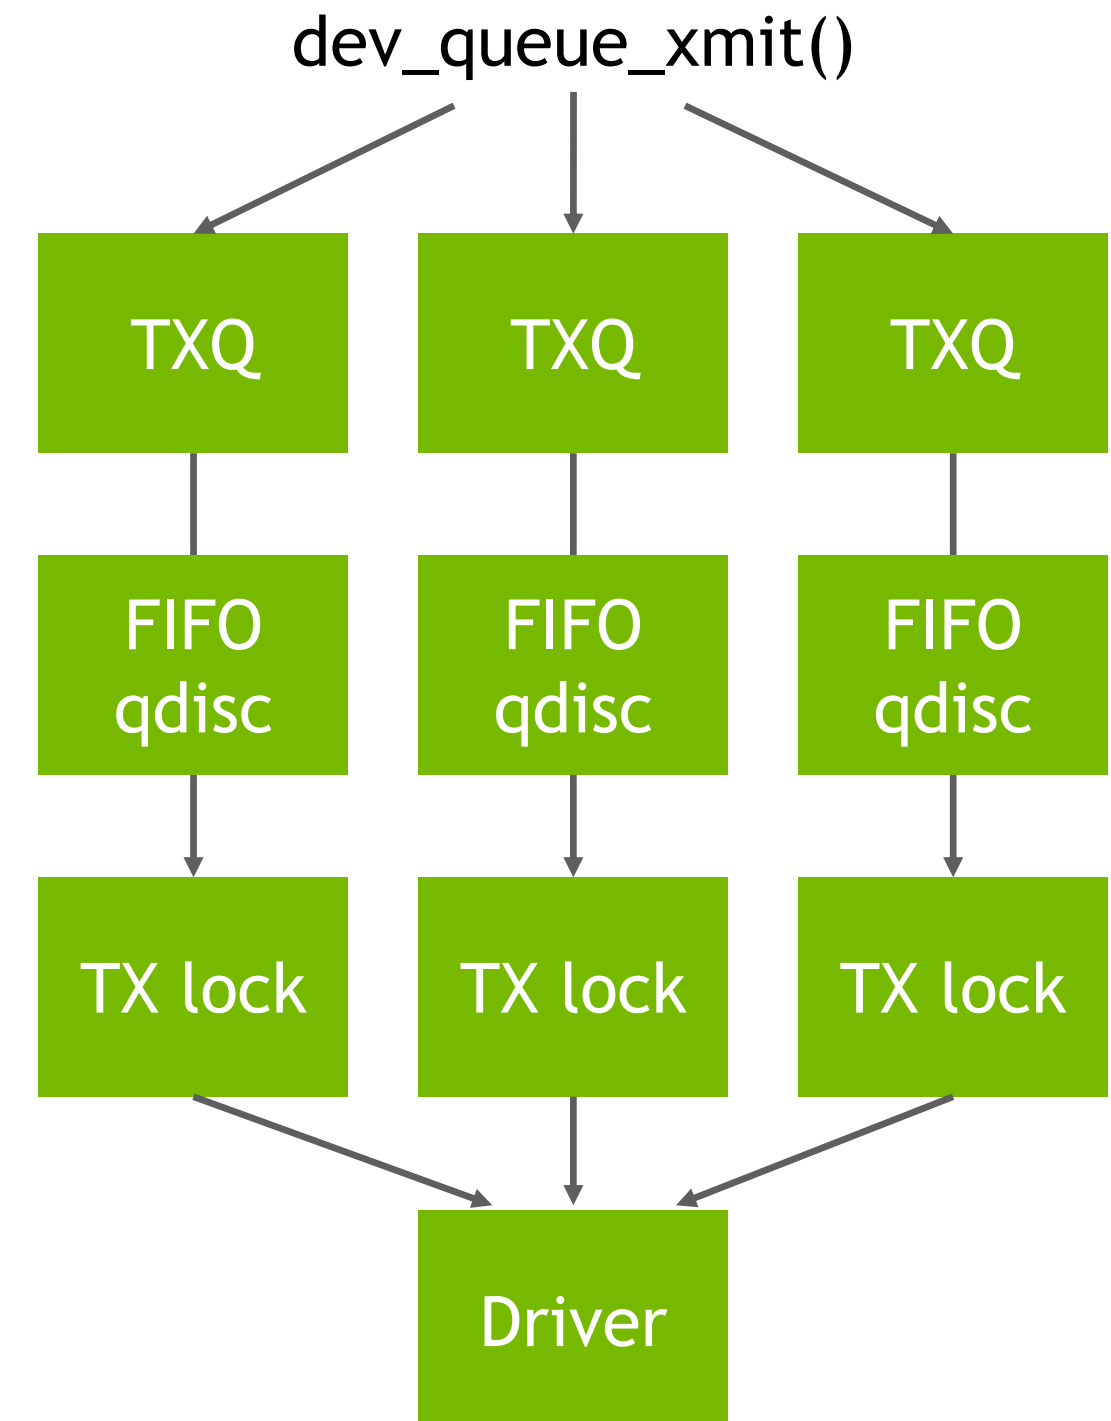 dev_queue_xmit()
TXQ
TXQ
TXQ
FIFO
qdisc
FIFO
qdisc
FIFO
qdisc
TX lock
TX lock
TX lock
Driver